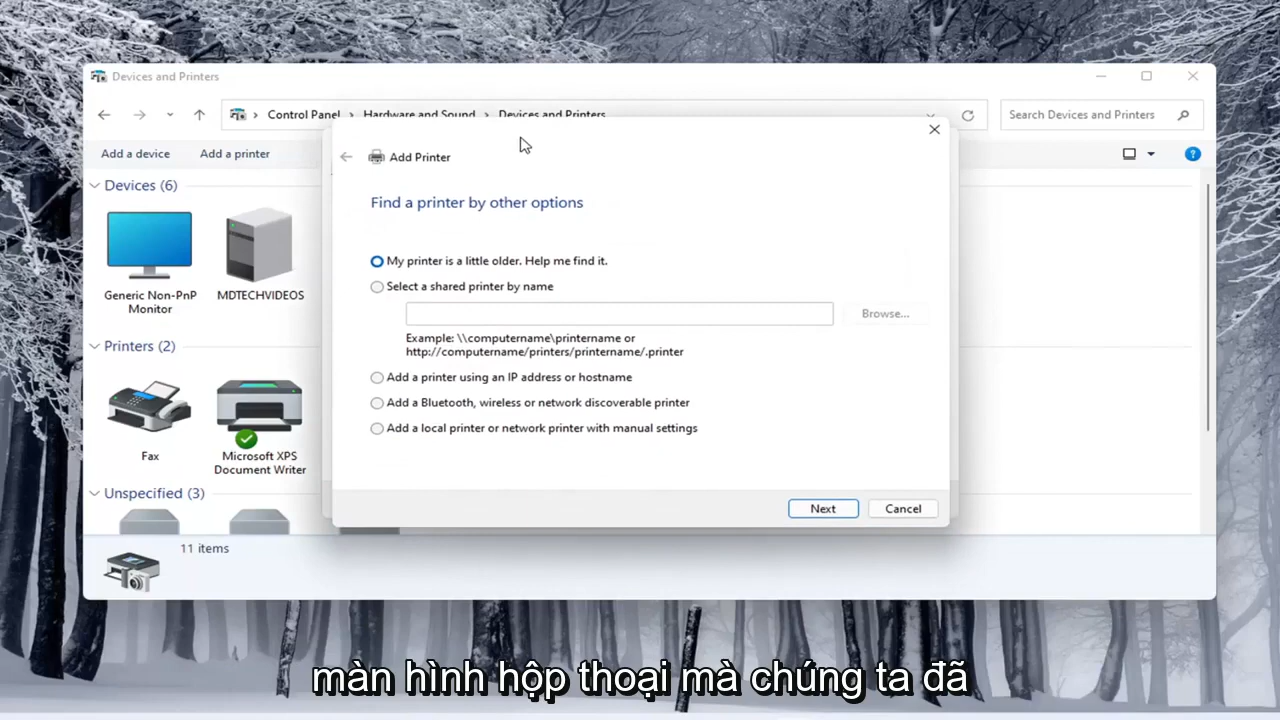 Devices and Printers
Control Panel > Hardware and Sound > Devices and Printers
Search Devices and Printers
Add a device
Add a printer
Devices (6)
Generic Non-PnP
Monitor
MDTECHVIDEOS
Printers (2)
Fax
Microsoft XPS
Document Writer
Unspecified (3)
11 items
Add Printer
Find a printer by other options
My printer is a little older. Help me find it.
Select a shared printer by name
Browse...
Example: \\computername\printername or
http://computername/printers/printername/.printer
Add a printer using an IP address or hostname
Add a Bluetooth, wireless or network discoverable printer
Add a local printer or network printer with manual settings
Next
Cancel
màn hình hộp thoại mà chúng ta đã